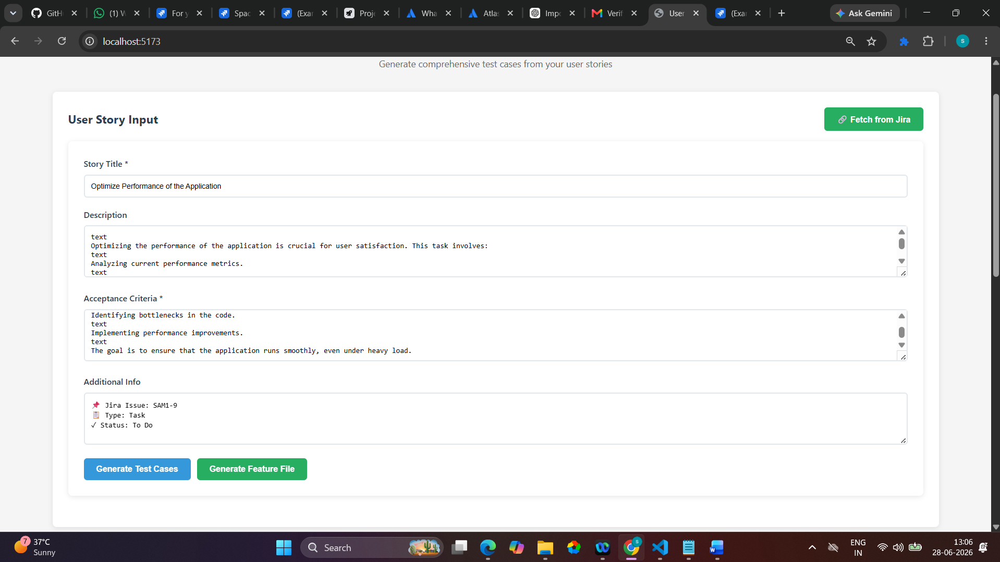 GitH
(1) W
For y
Spac
(Exar
Proje
Wha
Atlas
Impo
Verif
User
(Exar
Ask Gemini
localhost:5173
S
Generate comprehensive test cases from your user stories
User Story Input
🔗 Fetch from Jira
Story Title *
Optimize Performance of the Application
Description
text
Optimizing the performance of the application is crucial for user satisfaction. This task involves:
text
Analyzing current performance metrics.
text
Acceptance Criteria *
Identifying bottlenecks in the code.
text
Implementing performance improvements.
text
The goal is to ensure that the application runs smoothly, even under heavy load.
Additional Info
📌 Jira Issue: SAM1-9
📋 Type: Task
✓ Status: To Do
Generate Test Cases
Generate Feature File
7
37°C
Sunny
Search
S
W
ENG
IN
13:06
28-06-2026